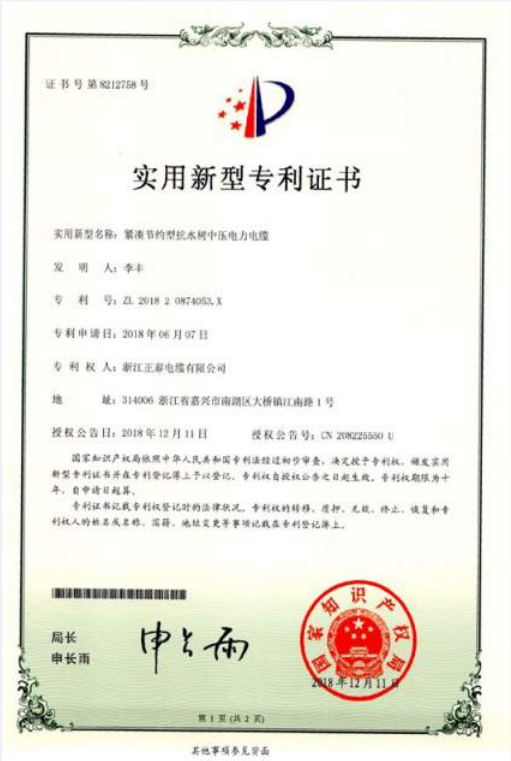 证书号第8212758号
实用新型专利证书
实用新型名称：紧凑节约型抗水树中压电力电缆
发 明 人：李丰
专 利 号：ZL 2018 2 0874053.X
专利申请日：2018年06月07日
专 利 权 人：浙江正泰电缆有限公司
地 址：314006 浙江省嘉兴市南湖区大桥镇江南路1号
授权公告日：2018年12月11日 授权公告号：CN 208225550 U
国家知识产权局依照中华人民共和国专利法经过初步审查，决定授予专利权，颁发实用
新型专利证书并在专利登记簿上予以登记。专利权自授权公告之日起生效。专利权期限为十
年，自申请日起算。
专利证书记载专利权登记时的法律状况。专利权的转移、质押、无效、终止、恢复和专
利权人的姓名或名称、国籍、地址变更等事项记载在专利登记簿上。
局长
申长雨
申长雨
国家知识产权局
2018年12月11日
第1页（共2页）
其他事项参见背面